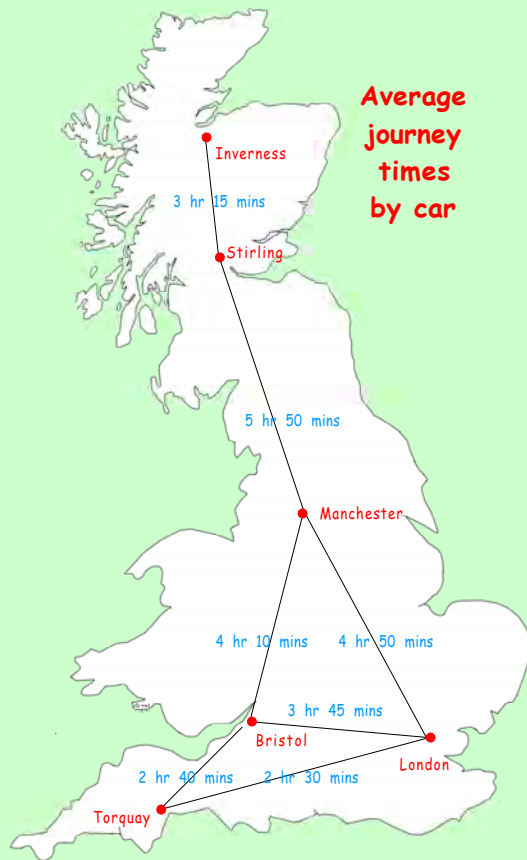 Average
journey
times
by car
Inverness
3 hr 15 mins
Stirling
5 hr 50 mins
Manchester
4 hr 10 mins
4 hr 50 mins
3 hr 45 mins
Bristol
London
2 hr 40 mins
2 hr 30 mins
Torquay